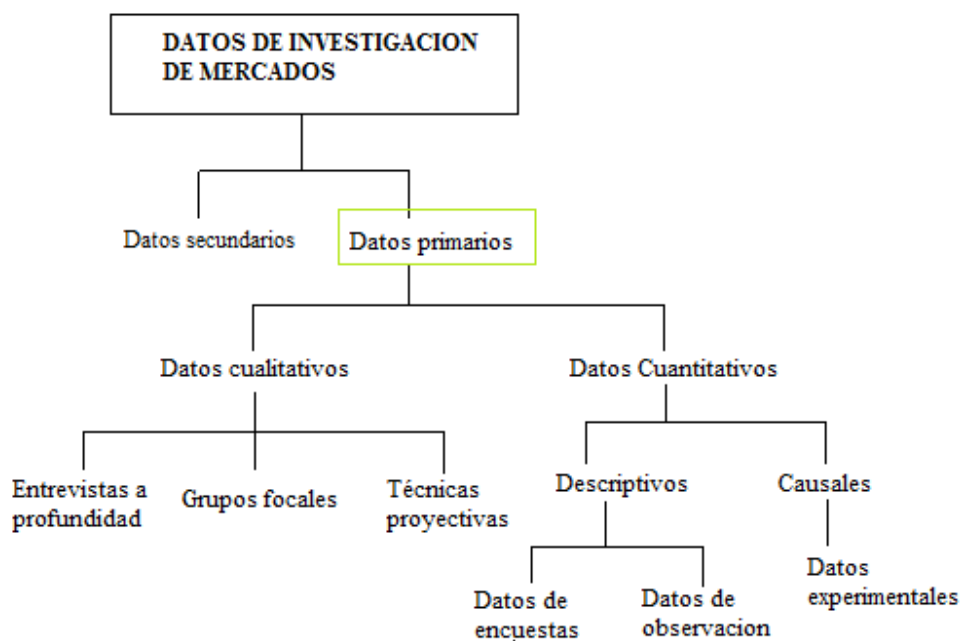 DATOS DE INVESTIGACION
DE MERCADOS
Datos secundarios
Datos primarios
Datos cualitativos
Datos Cuantitativos
Entrevistas a
profundidad
Grupos focales
Técnicas
proyectivas
Descriptivos
Causales
Datos de
encuestas
Datos de
observacion
Datos
experimentales